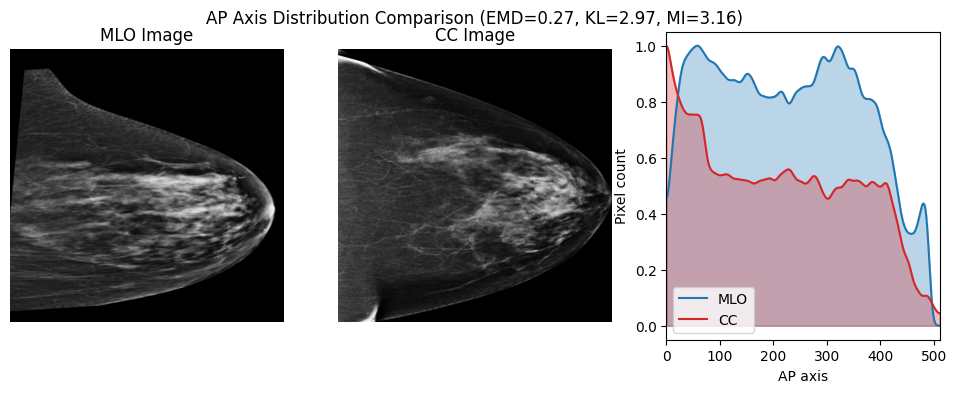 AP Axis Distribution Comparison (EMD=0.27, KL=2.97, MI=3.16)
MLO Image
CC Image
Pixel count
1.0
0.8
0.6
0.4
0.2
0.0
MLO
CC
0 100 200 300 400 500
AP axis